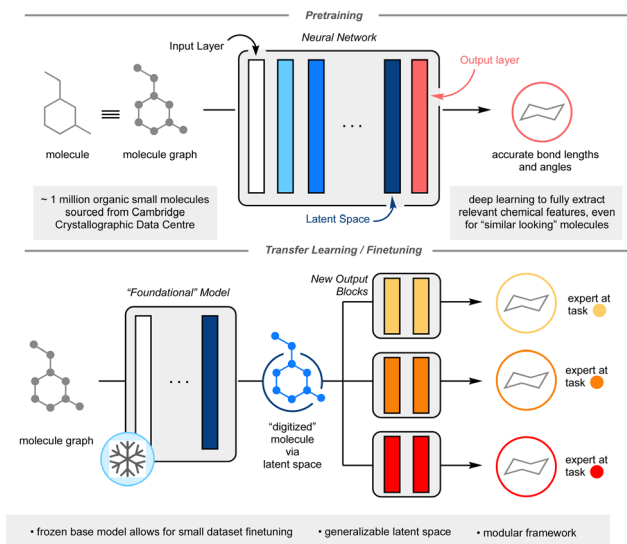 Pretraining
Neural Network
Input Layer
Output layer
...
molecule
molecule graph
accurate bond lengths
and angles
~ 1 million organic small molecules
sourced from Cambridge
Crystallographic Data Centre
Latent Space
deep learning to fully extract
relevant chemical features, even
for “similar looking” molecules
Transfer Learning / Finetuning
“Foundational” Model
New Output
Blocks
expert at
task
...
molecule graph
“digitized”
molecule
via
latent space
expert at
task
expert at
task
• frozen base model allows for small dataset finetuning • generalizable latent space • modular framework